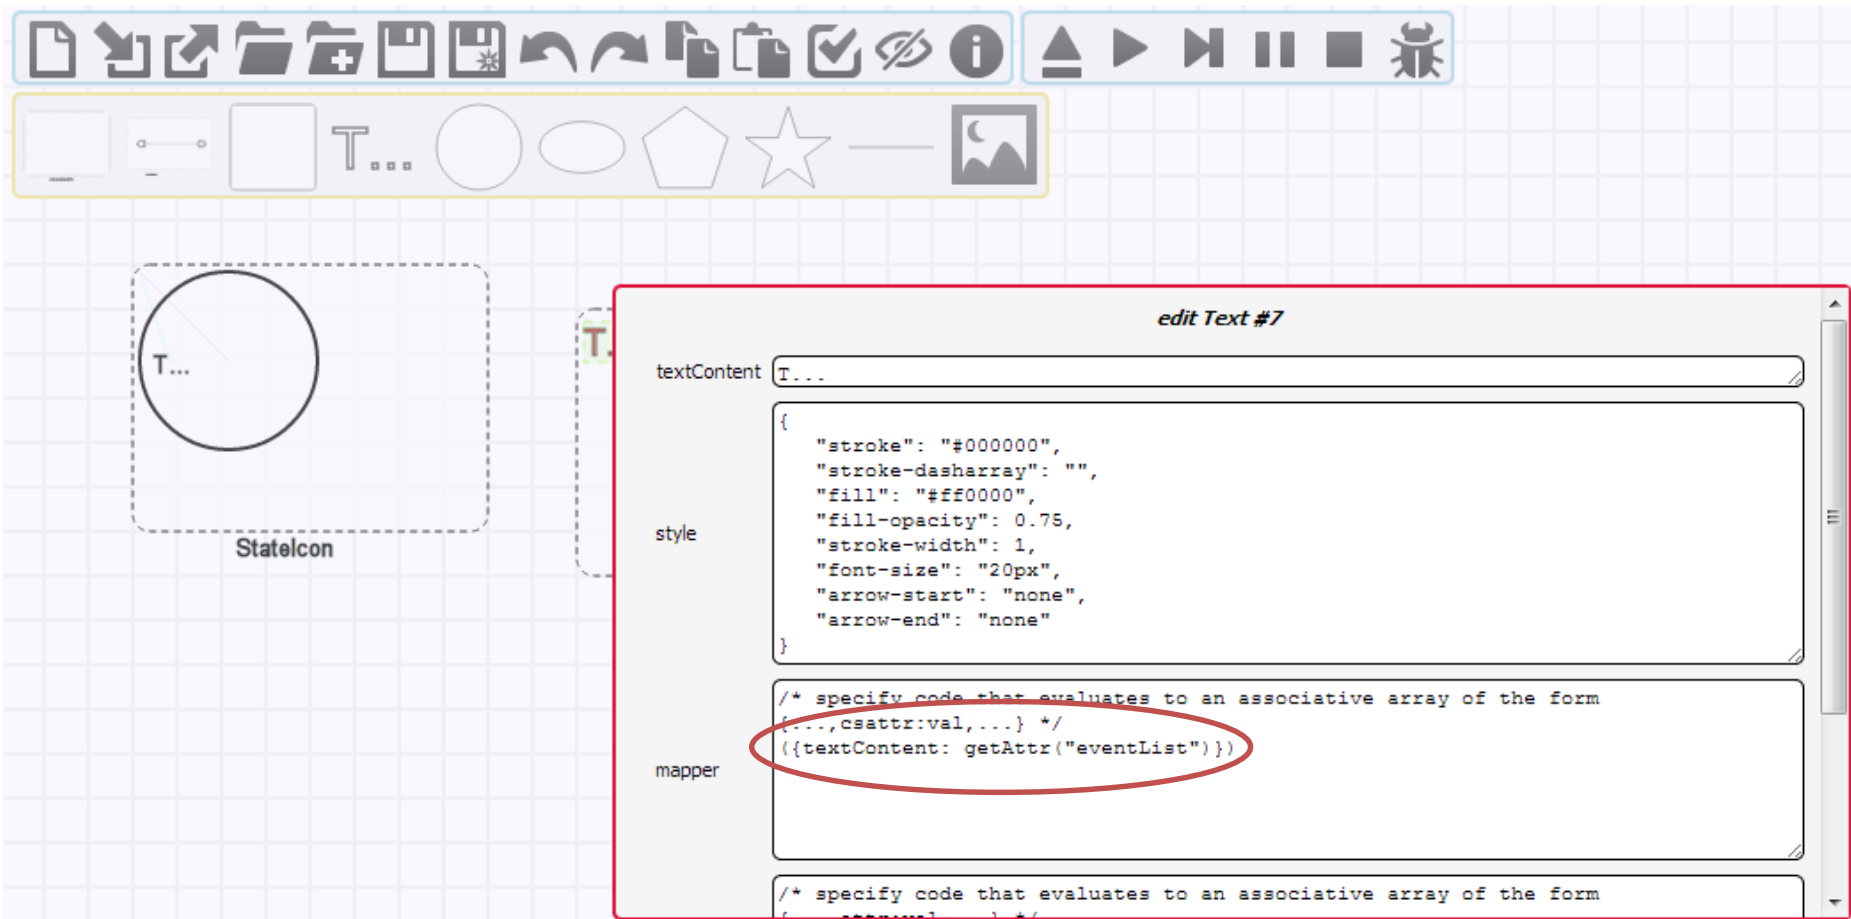 T...
T...
StateIcon
T.
edit Text #7
textContent
T...
style
{
"stroke": "#000000",
"stroke-dasharray": "",
"fill": "#ff0000",
"fill-opacity": 0.75,
"stroke-width": 1,
"font-size": "20px",
"arrow-start": "none",
"arrow-end": "none"
}
mapper
/* specify code that evaluates to an associative array of the form
{...,csattr:val,...} */
({textContent: getAttr("eventList")})
/* specify code that evaluates to an associative array of the form